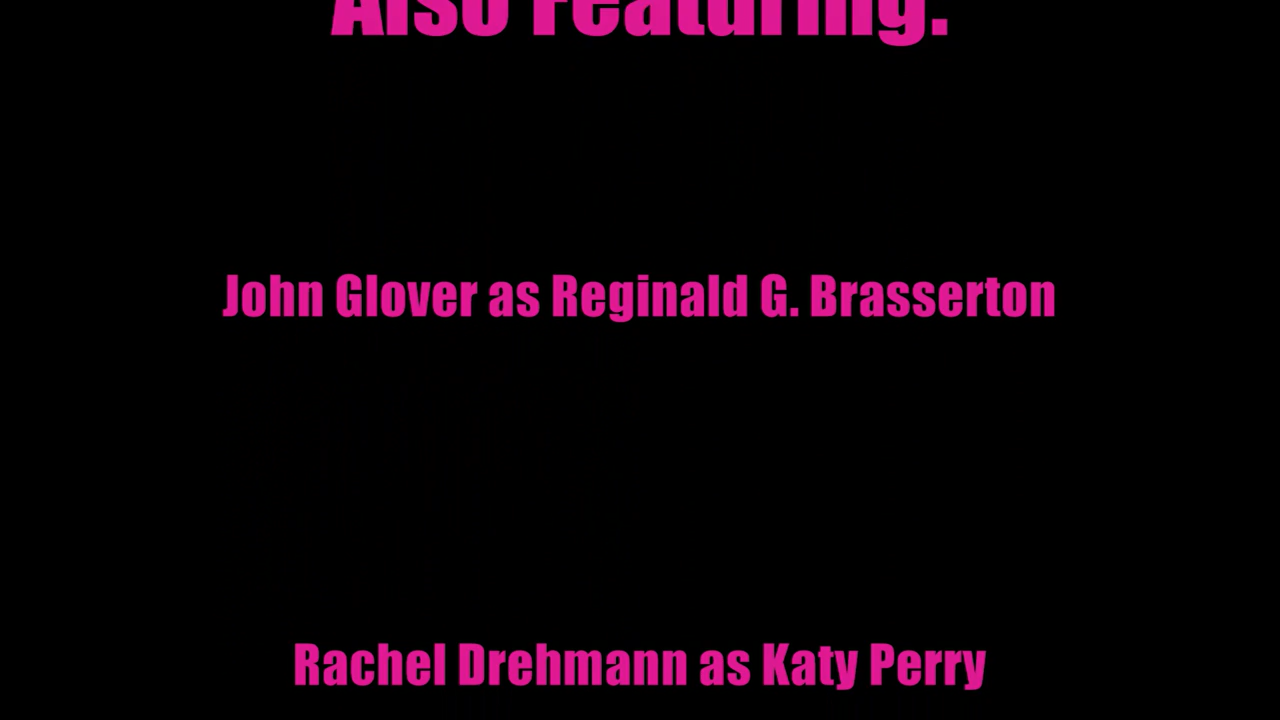 Also Featuring:
John Glover as Reginald G. Brasserton
Rachel Drehmann as Katy Perry